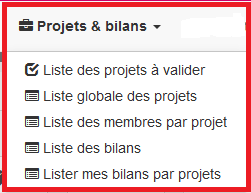 Projets & bilans
Liste des projets à valider
Liste globale des projets
Liste des membres par projet
Liste des bilans
Lister mes bilans par projets